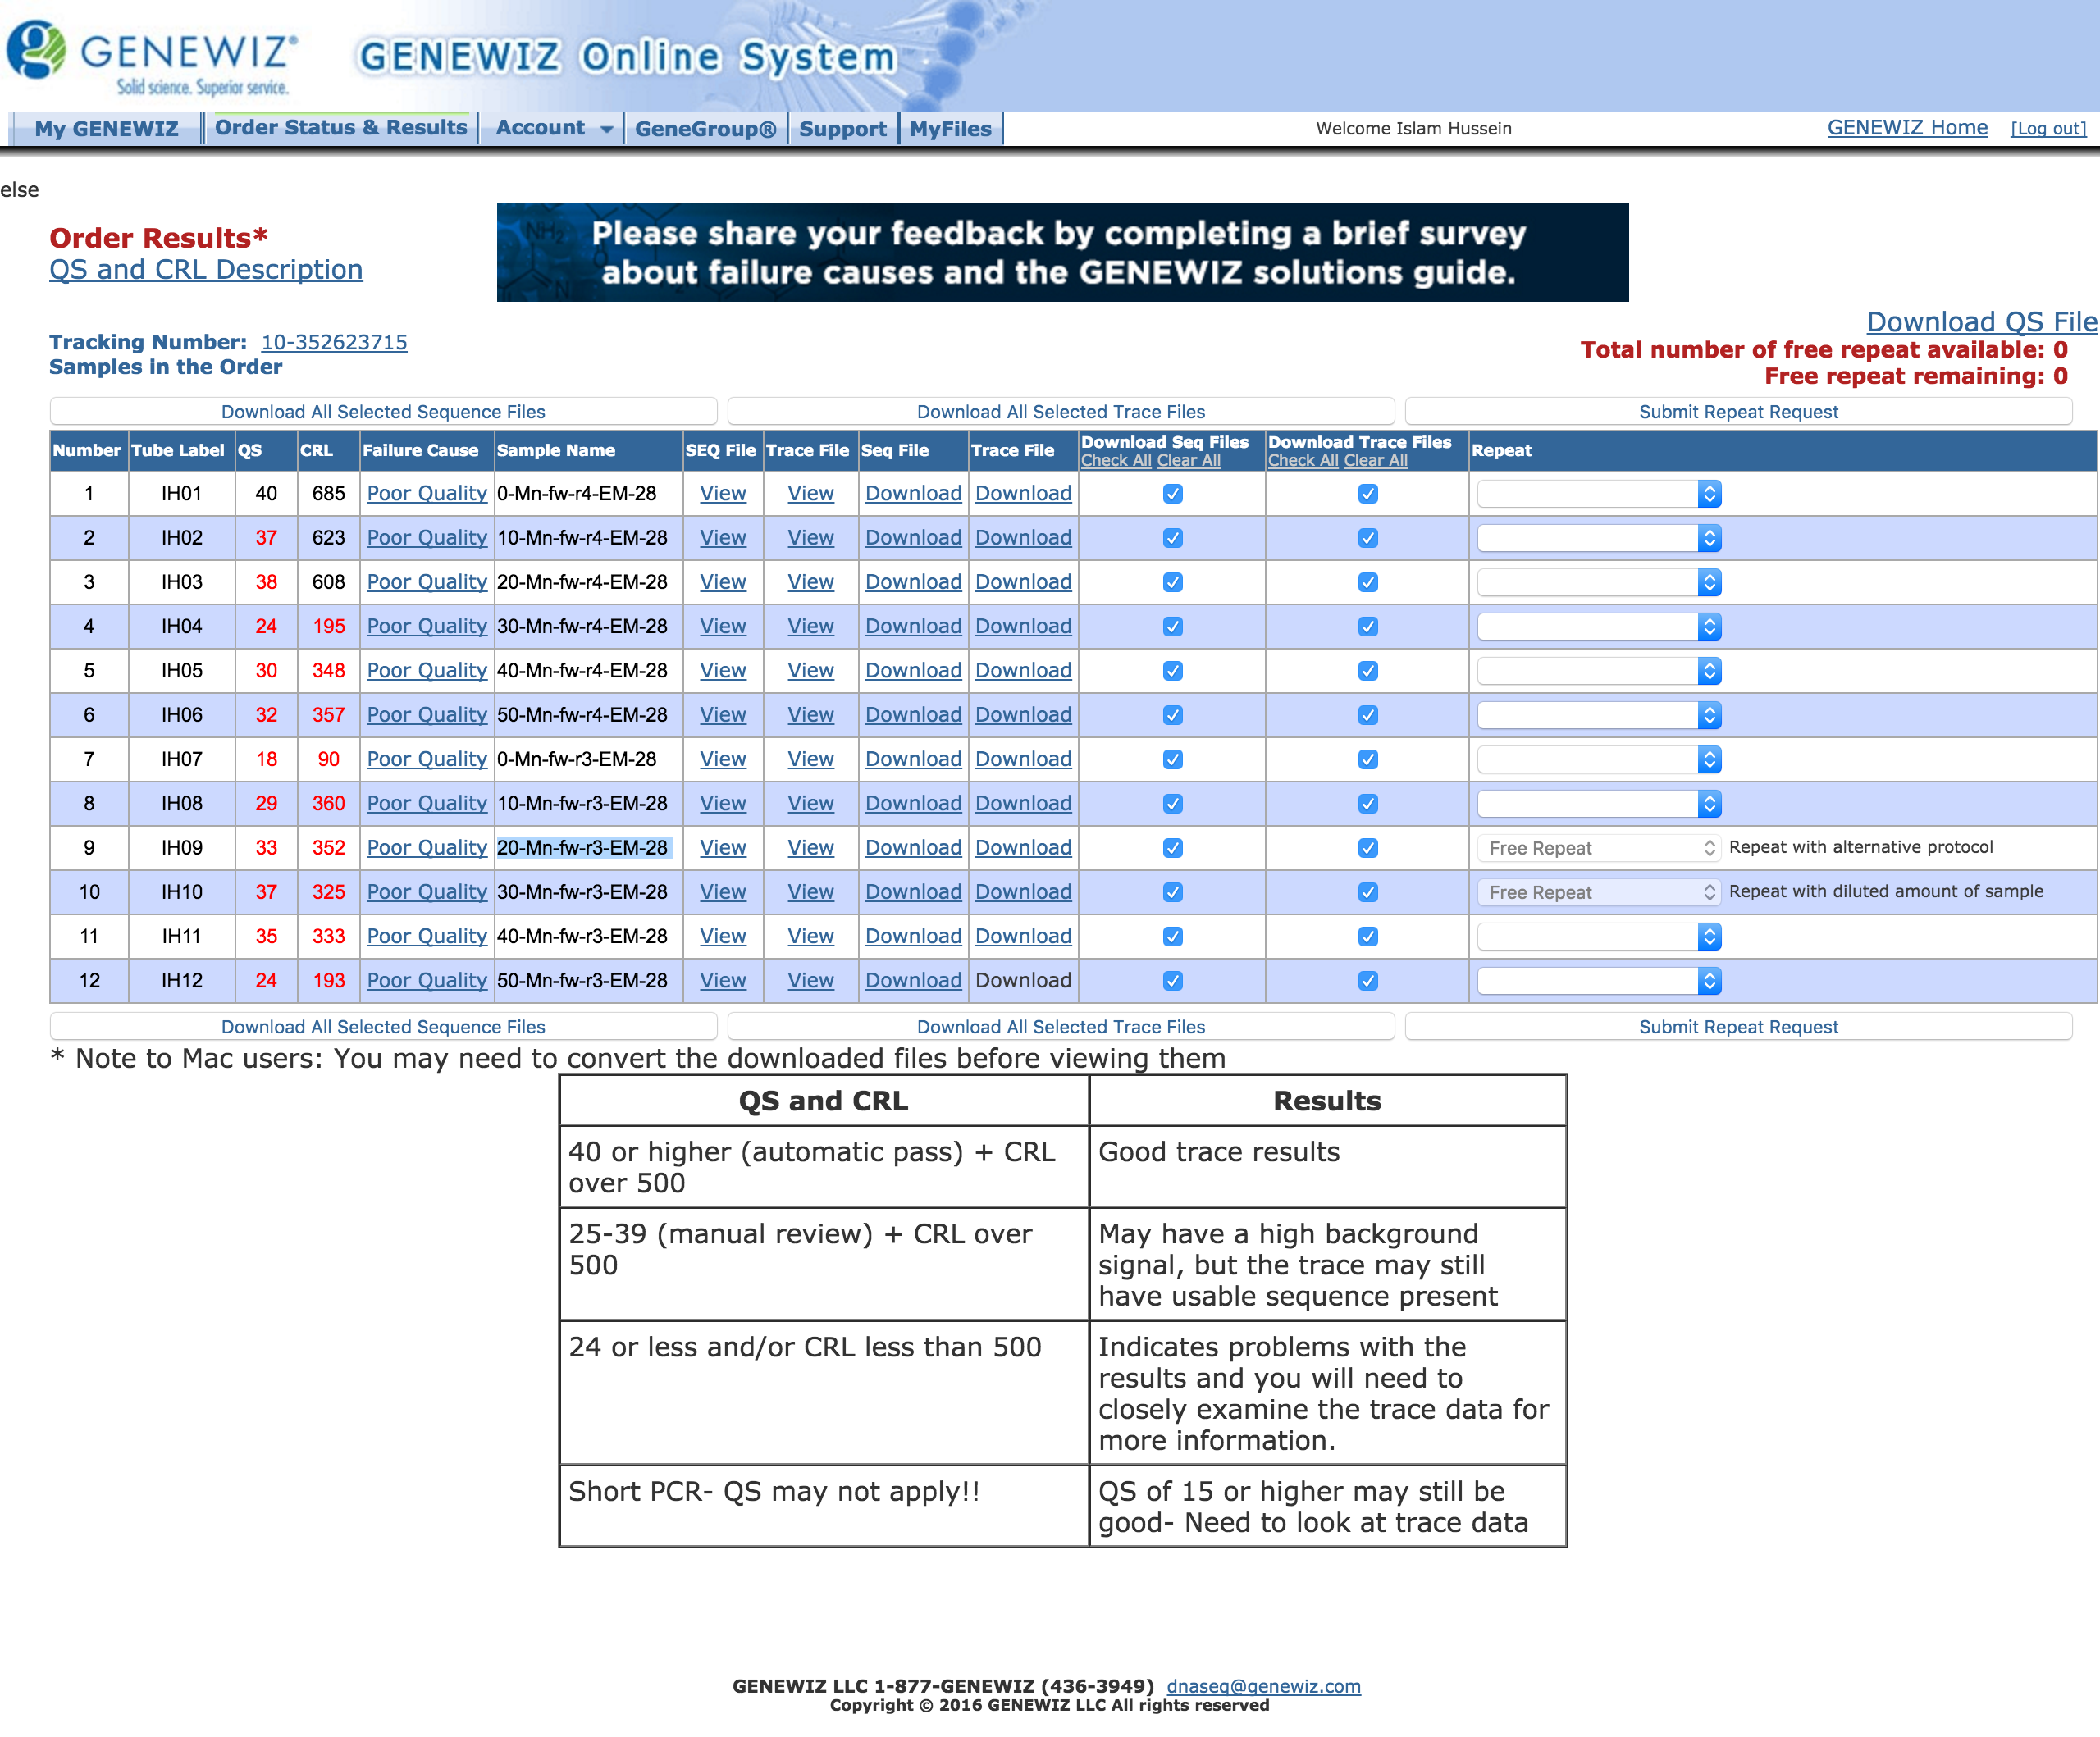 GENEWIZ®
Solid science. Superior service.
GENEWIZ Online System
My GENEWIZ Order Status & Results Account GeneGroup® Support MyFiles Welcome Islam Hussein GENEWIZ Home [Log out]
else
Order Results*
QS and CRL Description
Please share your feedback by completing a brief survey
about failure causes and the GENEWIZ solutions guide.
Download QS File
Tracking Number: 10-352623715
Samples in the Order
Total number of free repeat available: 0
Free repeat remaining: 0
Download All Selected Sequence Files Download All Selected Trace Files Submit Repeat Request
Number Tube Label QS CRL Failure Cause Sample Name SEQ File Trace File Seq File Trace File Download Seq Files Check All Clear All Download Trace Files Check All Clear All Repeat
1 IH01 40 685 Poor Quality 0-Mn-fw-r4-EM-28 View View Download Download
2 IH02 37 623 Poor Quality 10-Mn-fw-r4-EM-28 View View Download Download
3 IH03 38 608 Poor Quality 20-Mn-fw-r4-EM-28 View View Download Download
4 IH04 24 195 Poor Quality 30-Mn-fw-r4-EM-28 View View Download Download
5 IH05 30 348 Poor Quality 40-Mn-fw-r4-EM-28 View View Download Download
6 IH06 32 357 Poor Quality 50-Mn-fw-r4-EM-28 View View Download Download
7 IH07 18 90 Poor Quality 0-Mn-fw-r3-EM-28 View View Download Download
8 IH08 29 360 Poor Quality 10-Mn-fw-r3-EM-28 View View Download Download
9 IH09 33 352 Poor Quality 20-Mn-fw-r3-EM-28 View View Download Download Free Repeat Repeat with alternative protocol
10 IH10 37 325 Poor Quality 30-Mn-fw-r3-EM-28 View View Download Download Free Repeat Repeat with diluted amount of sample
11 IH11 35 333 Poor Quality 40-Mn-fw-r3-EM-28 View View Download Download
12 IH12 24 193 Poor Quality 50-Mn-fw-r3-EM-28 View View Download Download
Download All Selected Sequence Files Download All Selected Trace Files Submit Repeat Request
* Note to Mac users: You may need to convert the downloaded files before viewing them
QS and CRL Results
40 or higher (automatic pass) + CRL
over 500
Good trace results
25-39 (manual review) + CRL over
500
May have a high background
signal, but the trace may still
have usable sequence present
24 or less and/or CRL less than 500
Indicates problems with the
results and you will need to
closely examine the trace data for
more information.
Short PCR- QS may not apply!!
QS of 15 or higher may still be
good- Need to look at trace data
GENEWIZ LLC 1-877-GENEWIZ (436-3949) dnaseq@genewiz.com
Copyright © 2016 GENEWIZ LLC All rights reserved